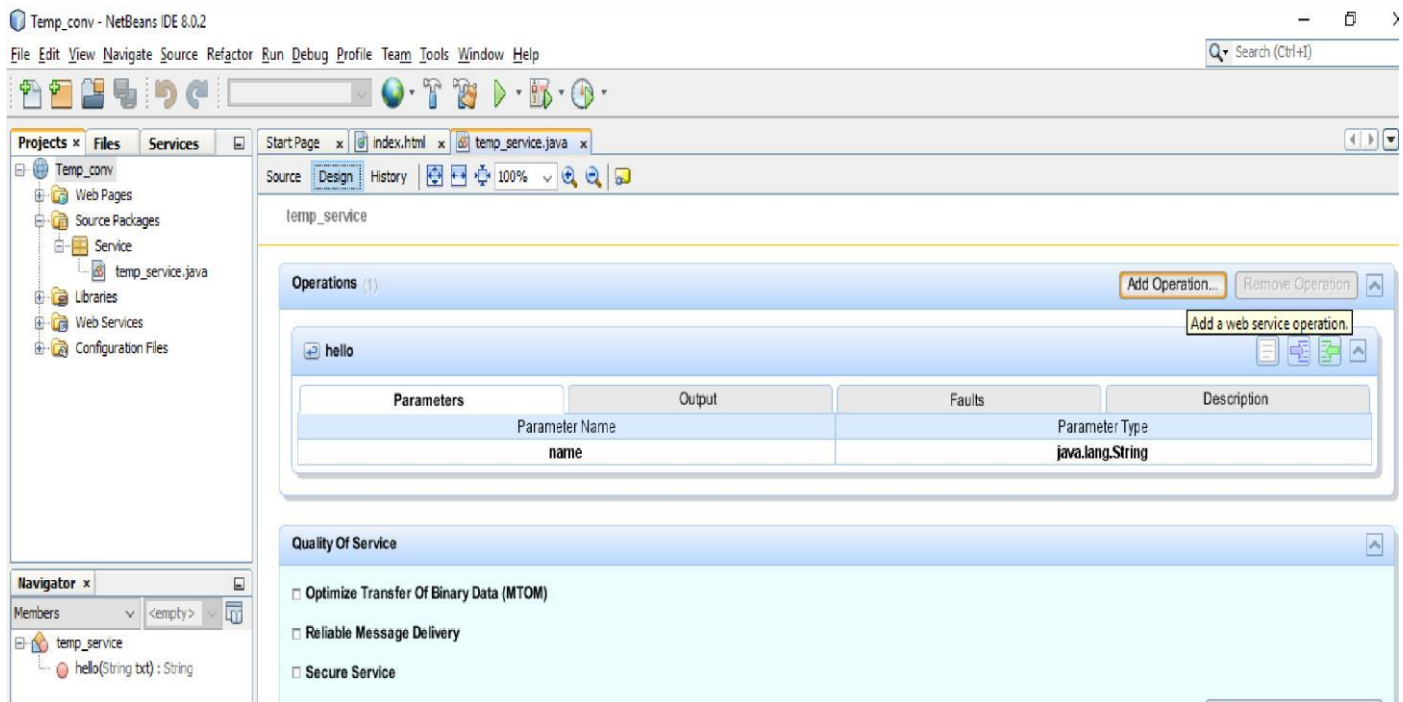 Temp_conv - NetBeans IDE 8.0.2
File Edit View Navigate Source Refactor Run Debug Profile Team Tools Window Help
Search (Ctrl+I)
Projects x Files Services
Start Page x index.html x temp_service.java x
Temp_conv
Web Pages
Source Packages
Service
temp_service.java
Libraries
Web Services
Configuration Files
Source Design History 100%
temp_service
Operations (1)
Add Operation... Remove Operation
Add a web service operation.
hello
Parameters Output Faults Description
Parameter Name Parameter Type
name java.lang.String
Quality Of Service
Optimize Transfer Of Binary Data (MTOM)
Reliable Message Delivery
Secure Service
Navigator x
Members <empty>
temp_service
hello(String txt) : String